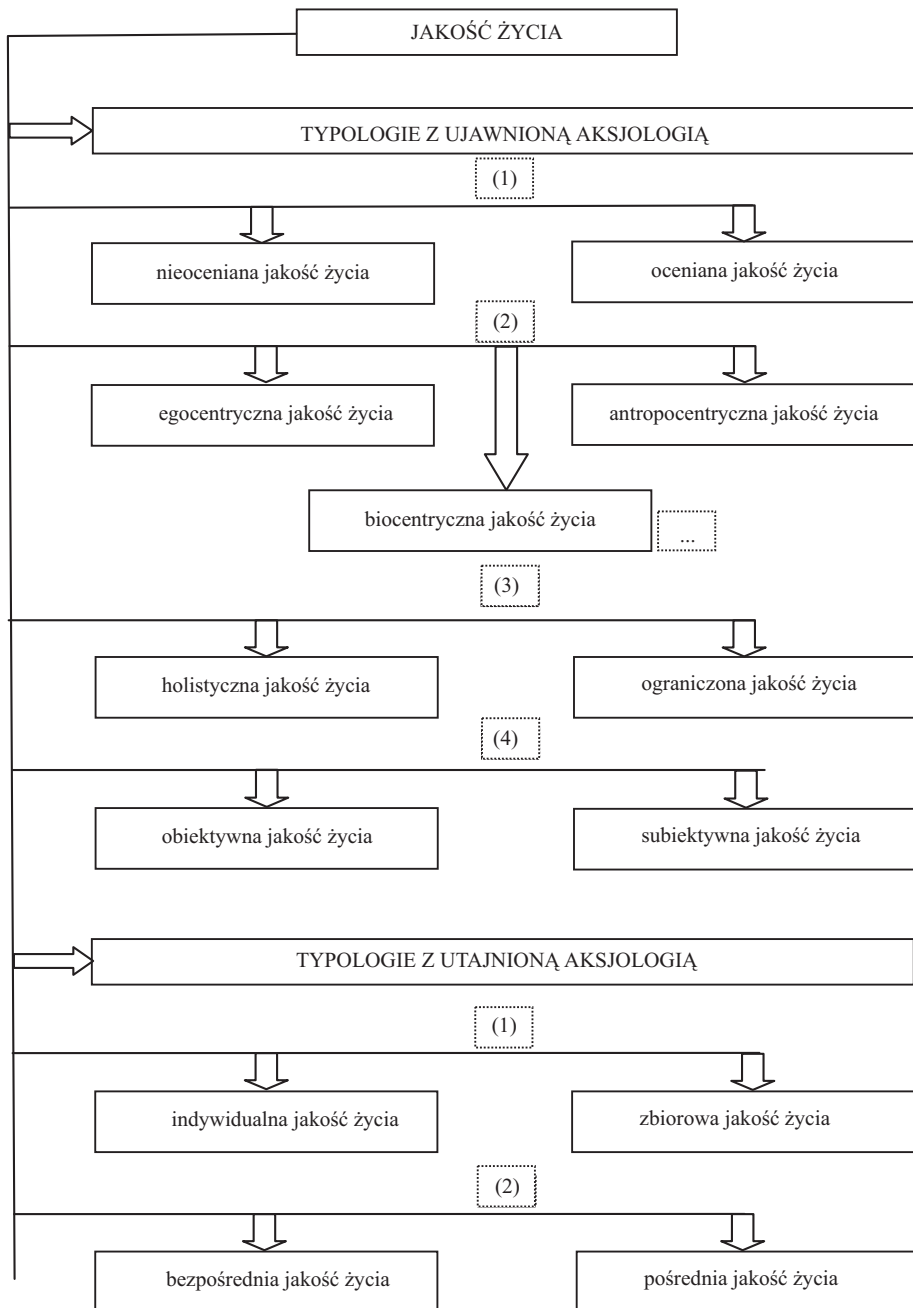 JAKOŚĆ ŻYCIA
TYPOLOGIE Z UJAWNIONĄ AKSJOLOGIĄ
(1)
nieoceniana jakość życia
oceniana jakość życia
(2)
egocentryczna jakość życia
antropocentryczna jakość życia
biocentryczna jakość życia
...
(3)
holistyczna jakość życia
ograniczona jakość życia
(4)
obiektywna jakość życia
subiektywna jakość życia
TYPOLOGIE Z UTAJNIONĄ AKSJOLOGIĄ
(1)
indywidualna jakość życia
zbiorowa jakość życia
(2)
bezpośrednia jakość życia
pośrednia jakość życia